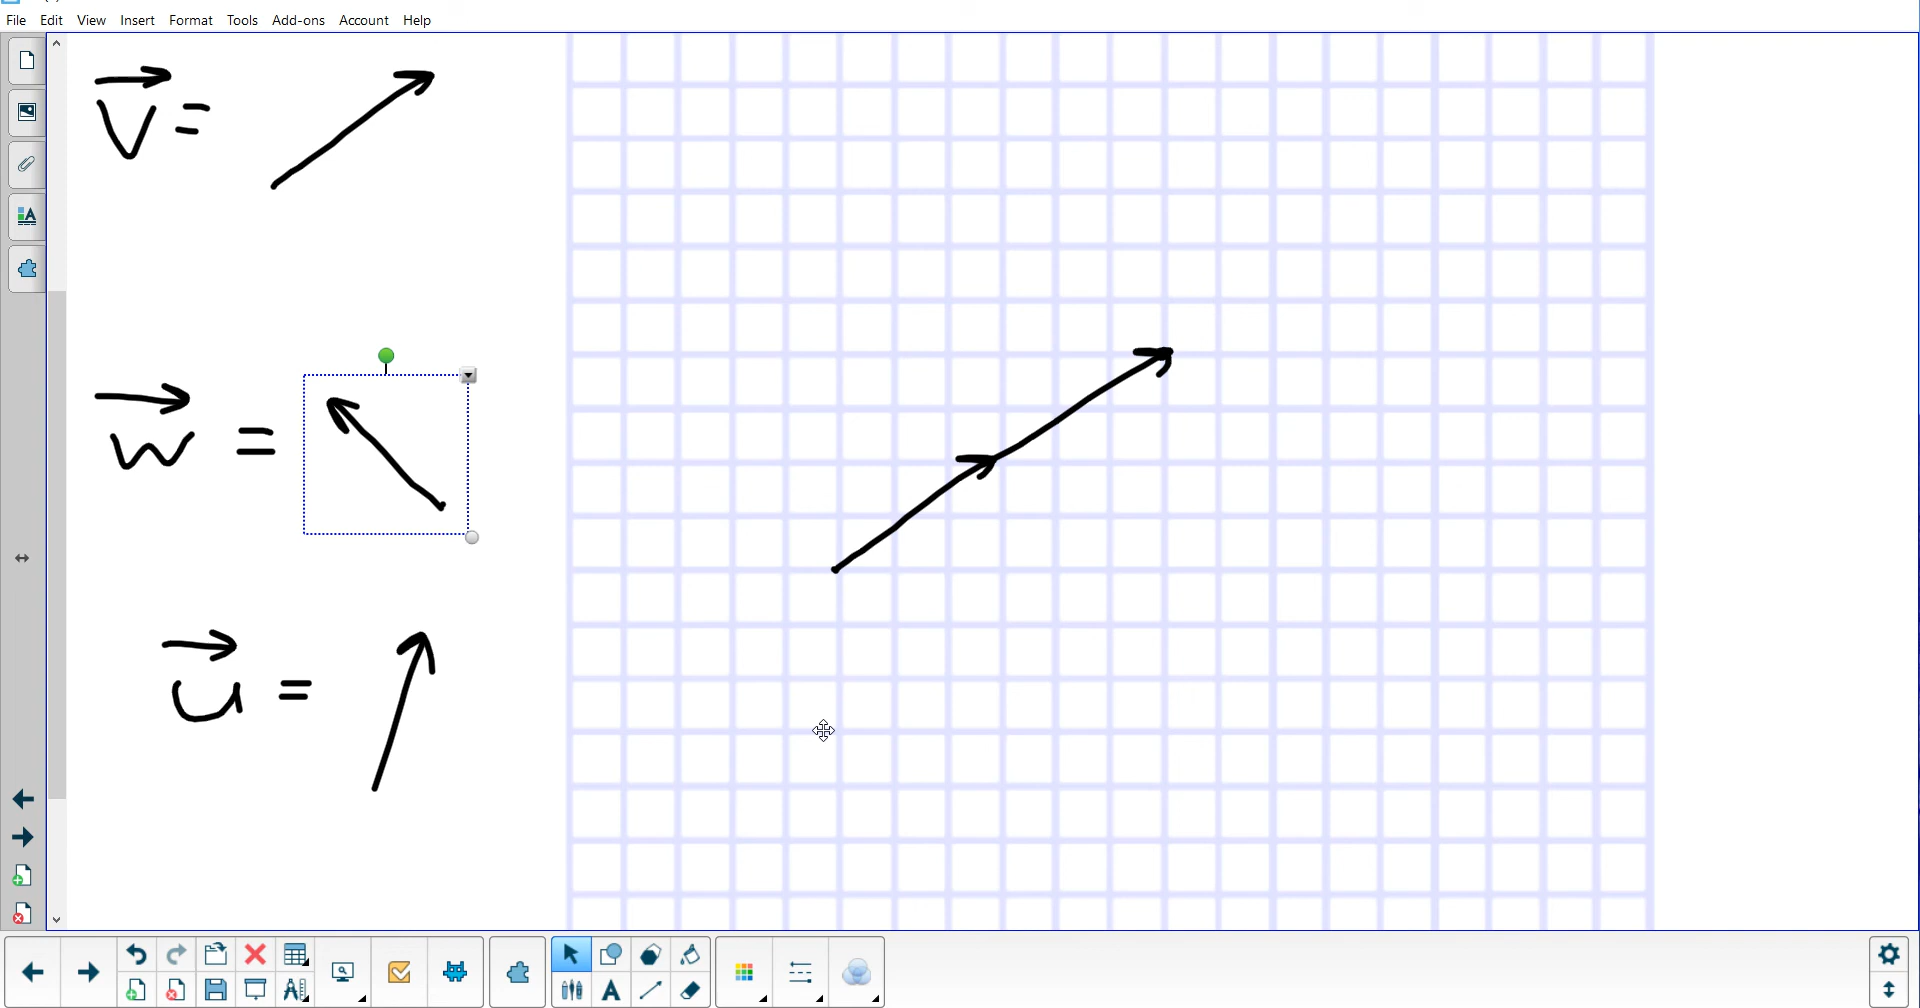 File Edit View Insert Format Tools Add-ons Account Help
v =
w =
u =
A
A